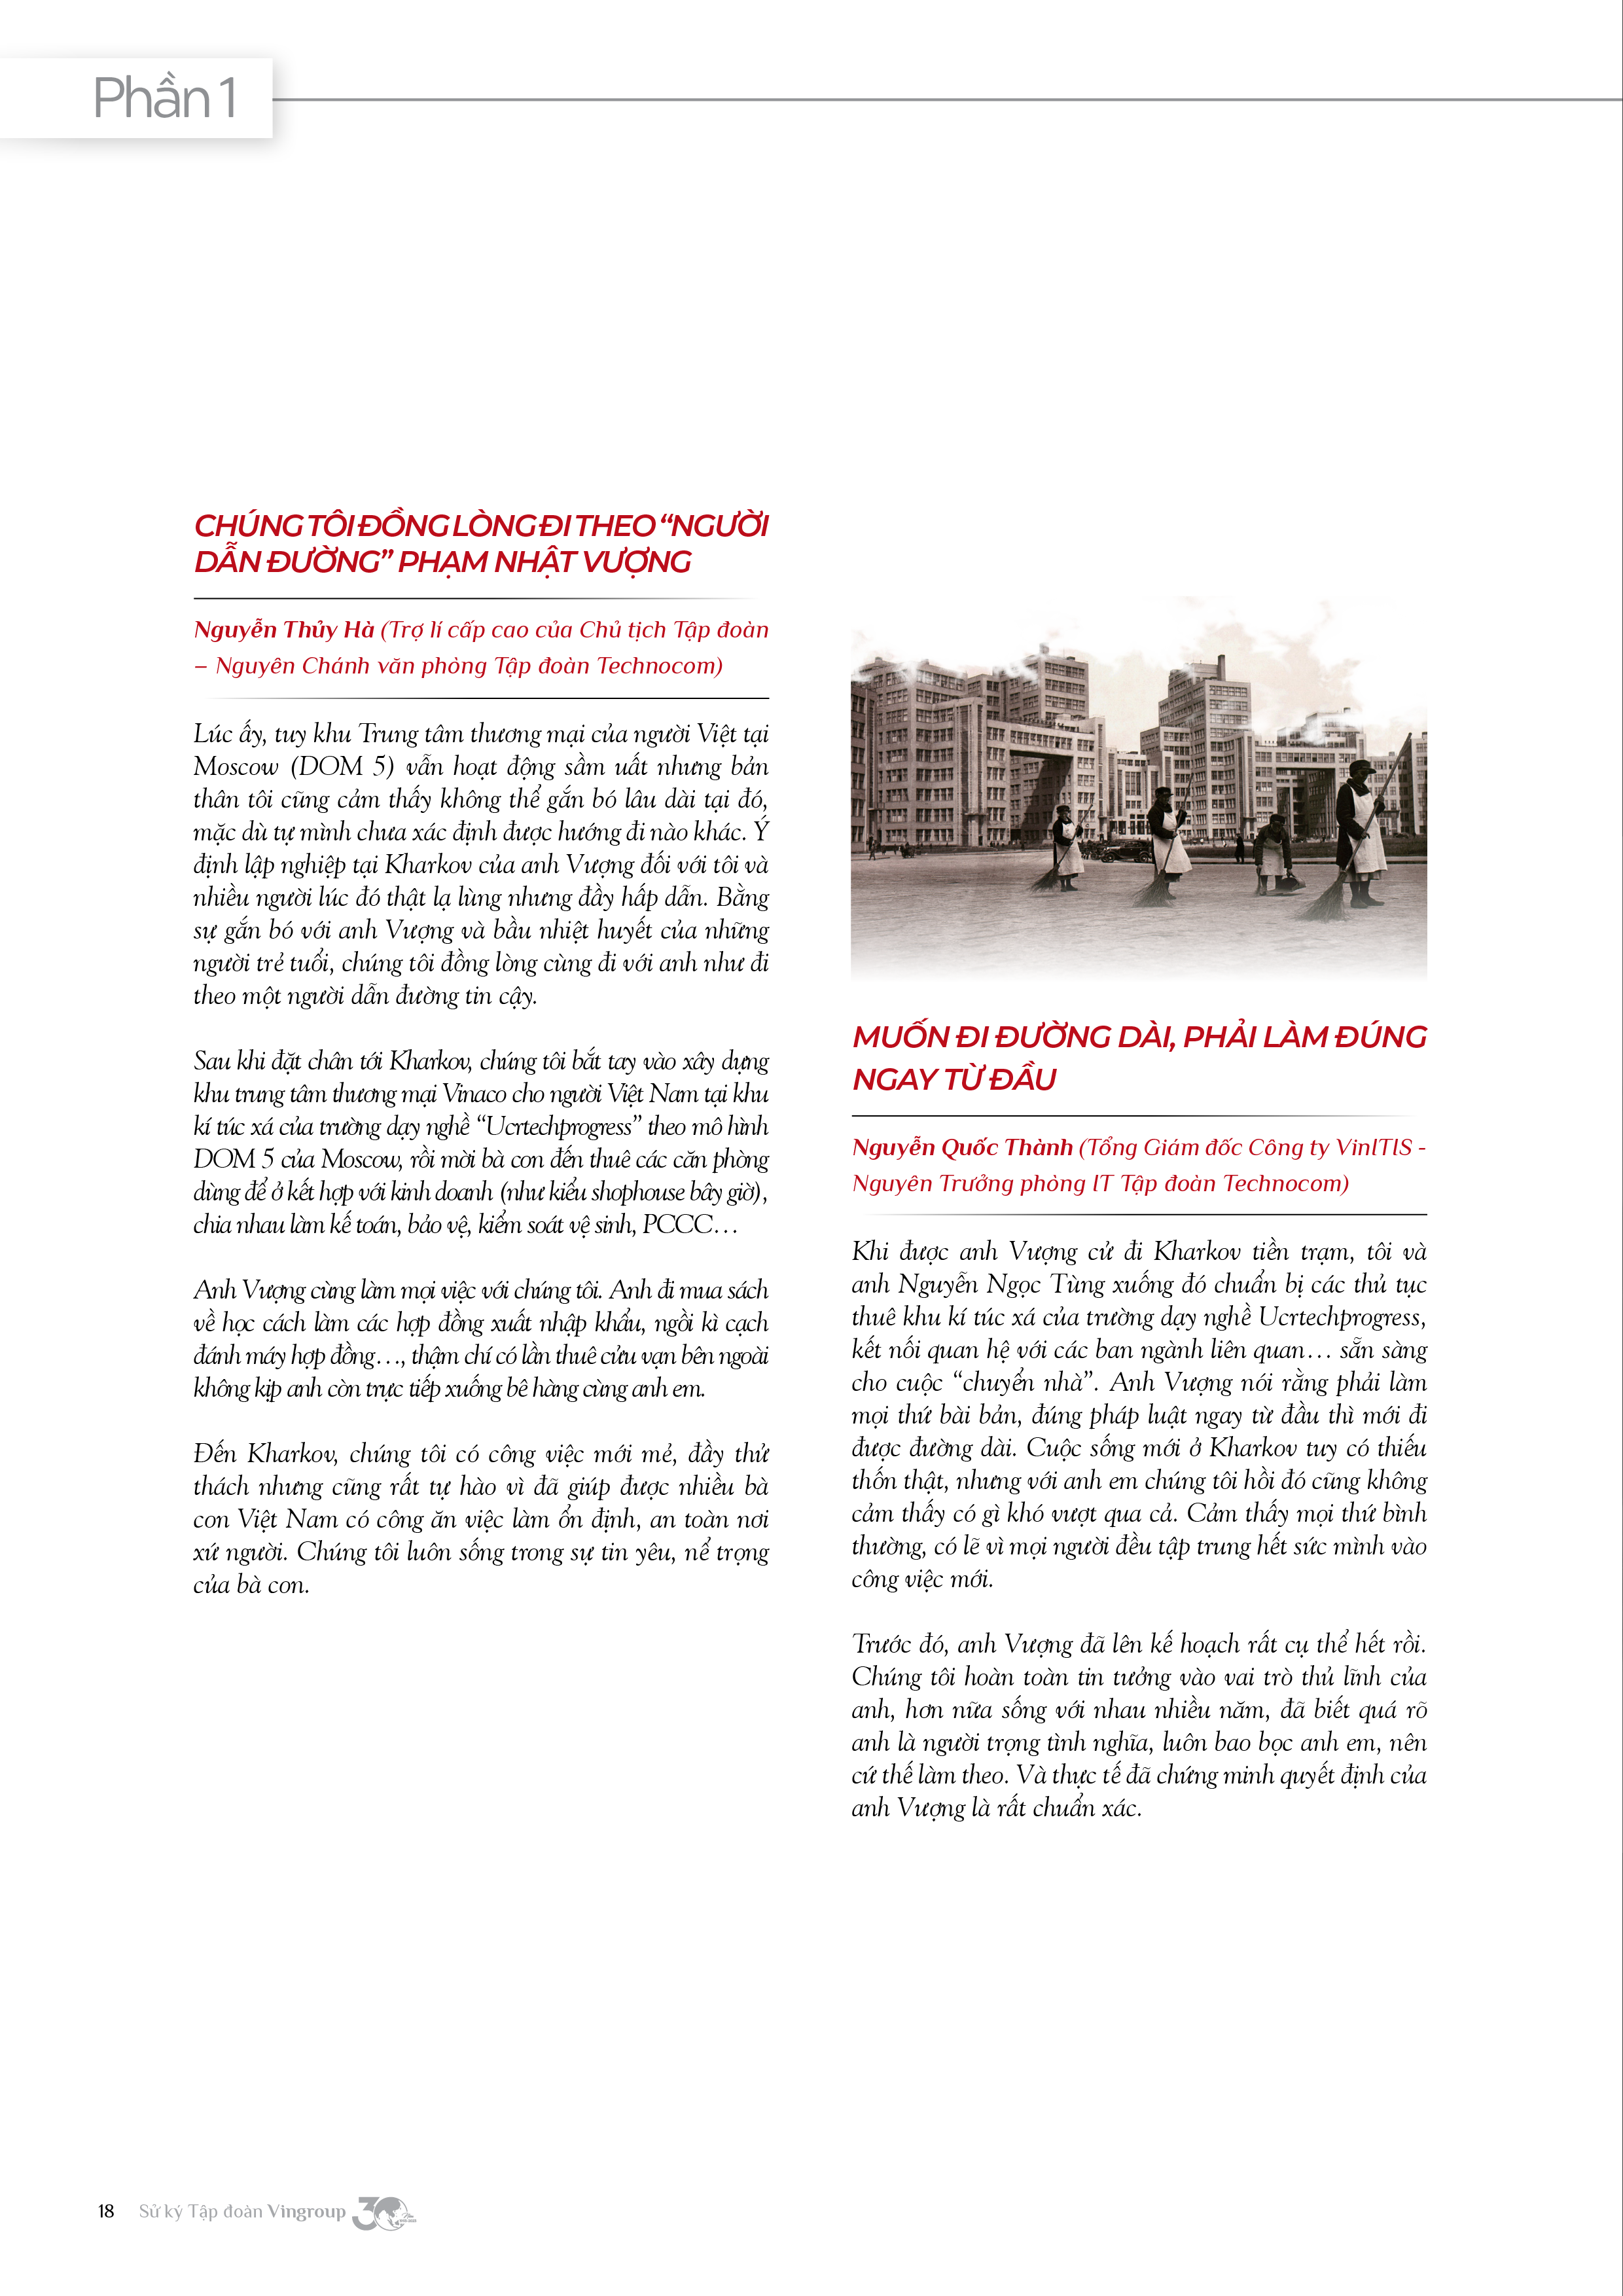 Phần 1
CHÚNG TÔI ĐỒNG LÒNG ĐI THEO “NGƯỜI
DẪN ĐƯỜNG” PHẠM NHẬT VƯỢNG
Nguyễn Thủy Hà (Trợ lí cấp cao của Chủ tịch Tập đoàn
– Nguyên Chánh văn phòng Tập đoàn Technocom)
Lúc ấy, tuy khu Trung tâm thương mại của người Việt tại
Moscow (DOM 5) vẫn hoạt động sầm uất nhưng bản
thân tôi cũng cảm thấy không thể gắn bó lâu dài tại đó,
mặc dù tự mình chưa xác định được hướng đi nào khác. Ý
định lập nghiệp tại Kharkov của anh Vượng đối với tôi và
nhiều người lúc đó thật lạ lùng nhưng đầy hấp dẫn. Bằng
sự gắn bó với anh Vượng và bầu nhiệt huyết của những
người trẻ tuổi, chúng tôi đồng lòng cùng đi với anh như đi
theo một người dẫn đường tin cậy.
Sau khi đặt chân tới Kharkov, chúng tôi bắt tay vào xây dựng
khu trung tâm thương mại Vinaco cho người Việt Nam tại khu
kí túc xá của trường dạy nghề “Ucrtechprogress” theo mô hình
DOM 5 của Moscow, rồi mời bà con đến thuê các căn phòng
dùng để ở kết hợp với kinh doanh (như kiểu shophouse bây giờ),
chia nhau làm kế toán, bảo vệ, kiểm soát vệ sinh, PCCC…
Anh Vượng cùng làm mọi việc với chúng tôi. Anh đi mua sách
về học cách làm các hợp đồng xuất nhập khẩu, ngồi kì cạch
đánh máy hợp đồng…, thậm chí có lần thuê cửu vạn bên ngoài
không kịp anh còn trực tiếp xuống bê hàng cùng anh em.
Đến Kharkov, chúng tôi có công việc mới mẻ, đầy thử
thách nhưng cũng rất tự hào vì đã giúp được nhiều bà
con Việt Nam có công ăn việc làm ổn định, an toàn nơi
xứ người. Chúng tôi luôn sống trong sự tin yêu, nể trọng
của bà con.
MUỐN ĐI ĐƯỜNG DÀI, PHẢI LÀM ĐÚNG
NGAY TỪ ĐẦU
Nguyễn Quốc Thành (Tổng Giám đốc Công ty VinITIS -
Nguyên Trưởng phòng IT Tập đoàn Technocom)
Khi được anh Vượng cử đi Kharkov tiền trạm, tôi và
anh Nguyễn Ngọc Tùng xuống đó chuẩn bị các thủ tục
thuê khu kí túc xá của trường dạy nghề Ucrtechprogress,
kết nối quan hệ với các ban ngành liên quan… sẵn sàng
cho cuộc “chuyển nhà”. Anh Vượng nói rằng phải làm
mọi thứ bài bản, đúng pháp luật ngay từ đầu thì mới đi
được đường dài. Cuộc sống mới ở Kharkov tuy có thiếu
thốn thật, nhưng với anh em chúng tôi hồi đó cũng không
cảm thấy có gì khó vượt qua cả. Cảm thấy mọi thứ bình
thường, có lẽ vì mọi người đều tập trung hết sức mình vào
công việc mới.
Trước đó, anh Vượng đã lên kế hoạch rất cụ thể hết rồi.
Chúng tôi hoàn toàn tin tưởng vào vai trò thủ lĩnh của
anh, hơn nữa sống với nhau nhiều năm, đã biết quá rõ
anh là người trọng tình nghĩa, luôn bao bọc anh em, nên
cứ thế làm theo. Và thực tế đã chứng minh quyết định của
anh Vượng là rất chuẩn xác.
18 Sử ký Tập đoàn Vingroup 30